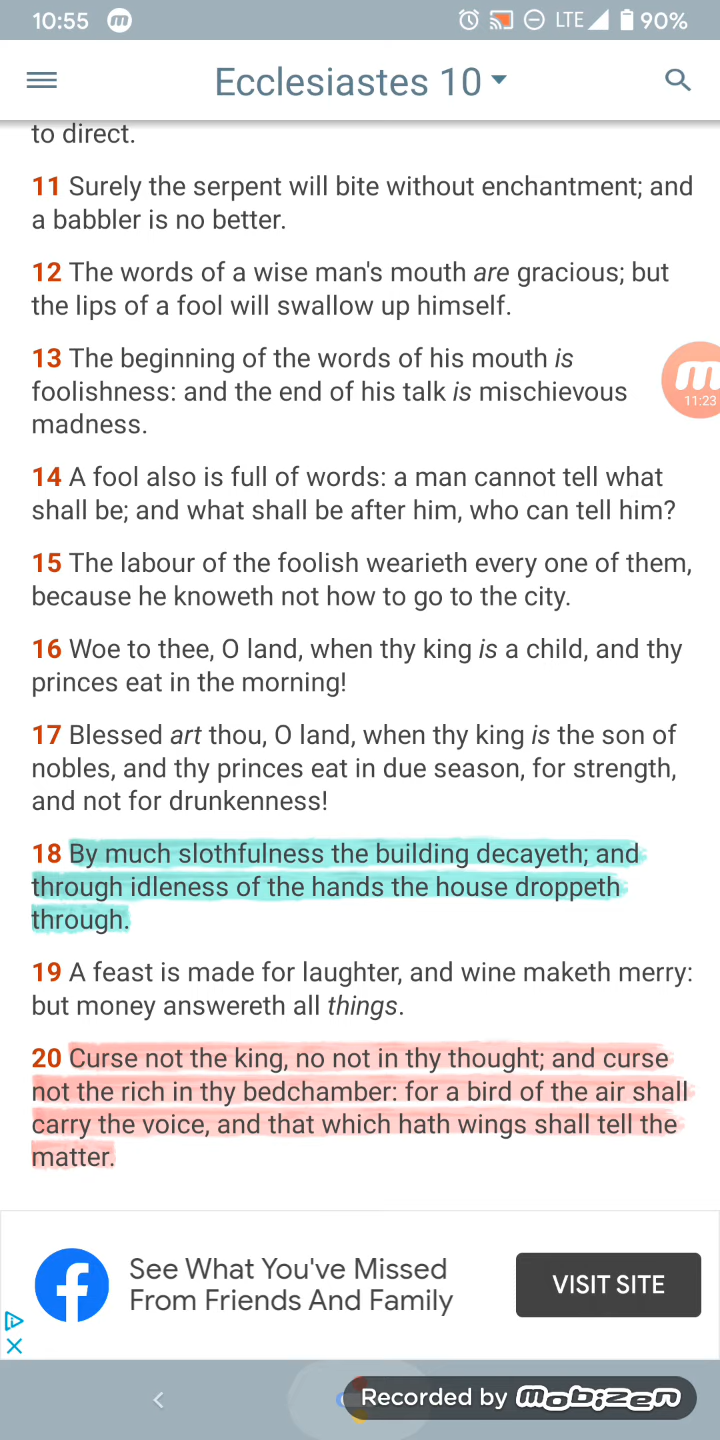 10:55 m LTE 90%
Ecclesiastes 10
to direct.
11 Surely the serpent will bite without enchantment; and
a babbler is no better.
12 The words of a wise man's mouth are gracious; but
the lips of a fool will swallow up himself.
13 The beginning of the words of his mouth is
foolishness: and the end of his talk is mischievous
madness.
m
11:23
14 A fool also is full of words: a man cannot tell what
shall be; and what shall be after him, who can tell him?
15 The labour of the foolish wearieth every one of them,
because he knoweth not how to go to the city.
16 Woe to thee, O land, when thy king is a child, and thy
princes eat in the morning!
17 Blessed art thou, O land, when thy king is the son of
nobles, and thy princes eat in due season, for strength,
and not for drunkenness!
18 By much slothfulness the building decayeth; and
through idleness of the hands the house droppeth
through.
19 A feast is made for laughter, and wine maketh merry:
but money answereth all things.
20 Curse not the king, no not in thy thought; and curse
not the rich in thy bedchamber: for a bird of the air shall
carry the voice, and that which hath wings shall tell the
matter.
See What You've Missed
From Friends And Family
VISIT SITE
Recorded by mobizen